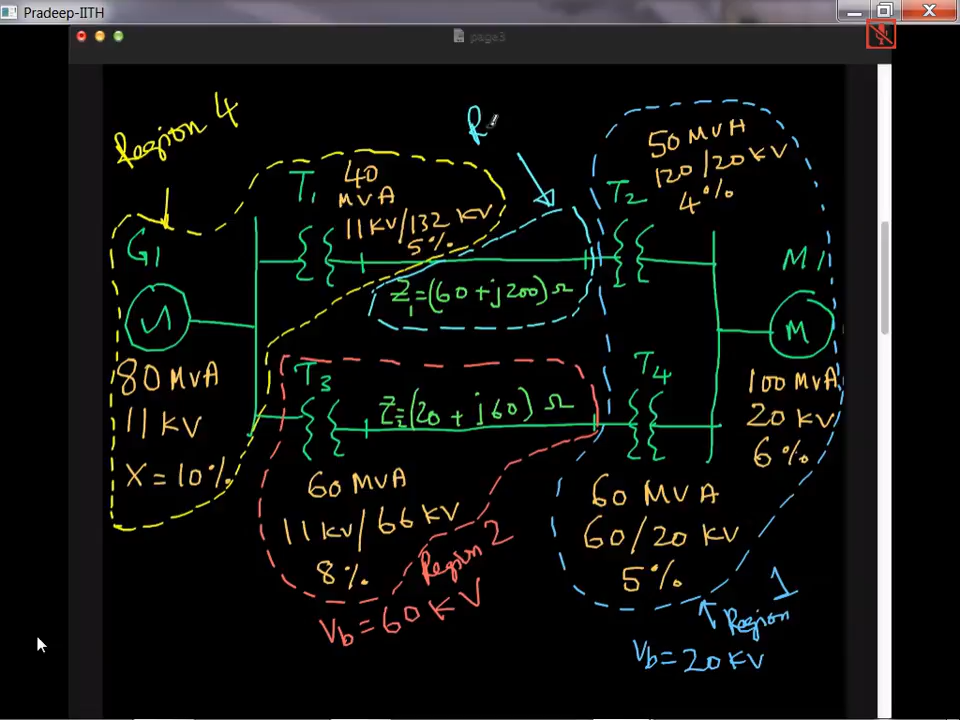 Pradeep-IITH
page3
Region 4
R
T1
40
MVA
11kV/132 kV
5%
50 MVA
120/20 kV
4%
T2
G1
M1
Z1=(60+j200)Ω
80 MVA
11 kV
X = 10%
T3
Z2=(20 + j60) Ω
T4
M
100 MVA
20 kV
6%
60 MVA
11 kV/66 kV
8%
Region 2
Vb = 60 kV
60 MVA
60/20 kV
5%
Region 1
Vb = 20 kV